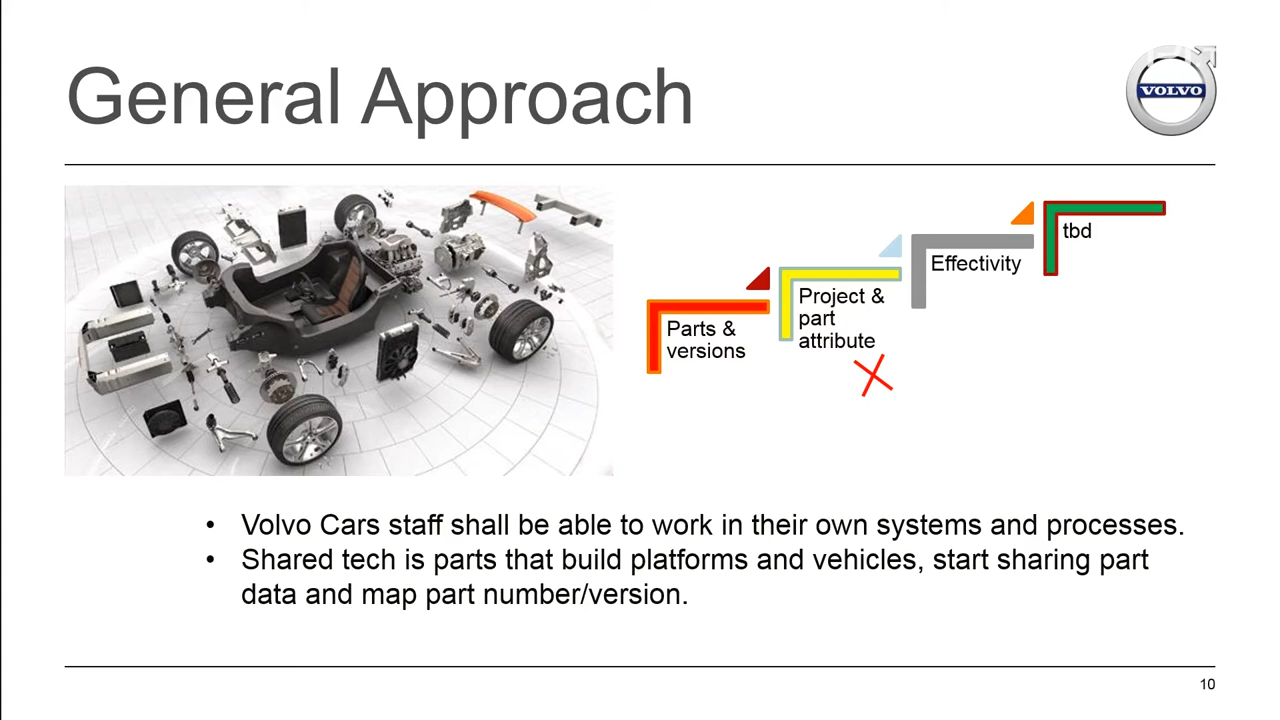 General Approach
VOLVO
Parts &
versions
Project &
part
attribute
Effectivity
tbd
• Volvo Cars staff shall be able to work in their own systems and processes.
• Shared tech is parts that build platforms and vehicles, start sharing part
data and map part number/version.
10